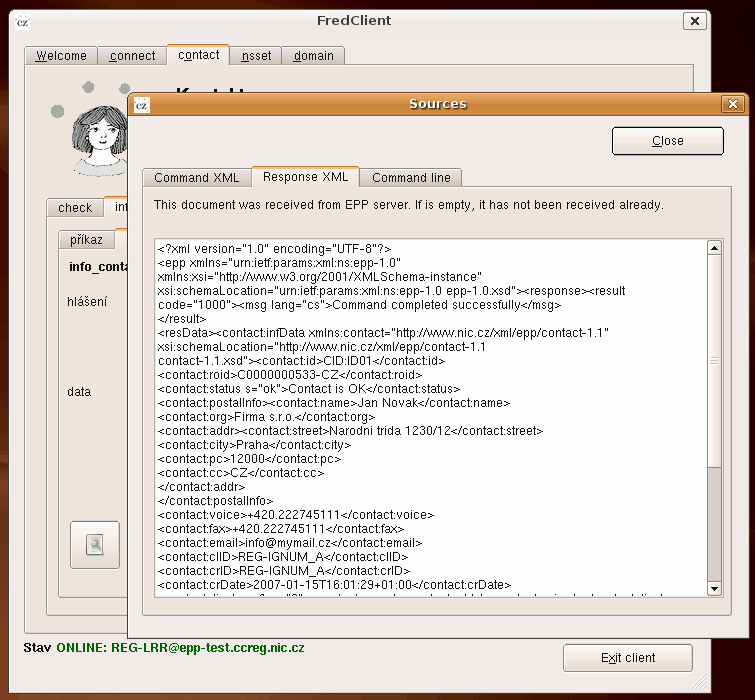 cz
FredClient
Welcome
connect
contact
nsset
domain
cz
Sources
Close
check
příkaz
hlášení
data
Command XML
Response XML
Command line
This document was received from EPP server. If is empty, it has not been received already.
<?xml version="1.0" encoding="UTF-8"?>
<epp xmlns="urn:ietf:params:xml:ns:epp-1.0"
xmlns:xsi="http://www.w3.org/2001/XMLSchema-instance"
xsi:schemaLocation="urn:ietf:params:xml:ns:epp-1.0 epp-1.0.xsd"><response><result
code="1000"><msg lang="cs">Command completed successfully</msg>
</result>
<resData><contact:infData xmlns:contact="http://www.nic.cz/xml/epp/contact-1.1"
xsi:schemaLocation="http://www.nic.cz/xml/epp/contact-1.1
contact-1.1.xsd"><contact:id>CID:ID01</contact:id>
<contact:roid>C0000000533-CZ</contact:roid>
<contact:status s="ok">Contact is OK</contact:status>
<contact:postalInfo><contact:name>Jan Novak</contact:name>
<contact:org>Firma s.r.o.</contact:org>
<contact:addr><contact:street>Narodni trida 1230/12</contact:street>
<contact:city>Praha</contact:city>
<contact:pc>12000</contact:pc>
<contact:cc>CZ</contact:cc>
</contact:addr>
</contact:postalInfo>
<contact:voice>+420.222745111</contact:voice>
<contact:fax>+420.222745111</contact:fax>
<contact:email>info@mymail.cz</contact:email>
<contact:clID>REG-IGNUM_A</contact:clID>
<contact:crID>REG-IGNUM_A</contact:crID>
<contact:crDate>2007-01-15T16:01:29+01:00</contact:crDate>
Stav ONLINE: REG-LRR@epp-test.ccreg.nic.cz
Exit client